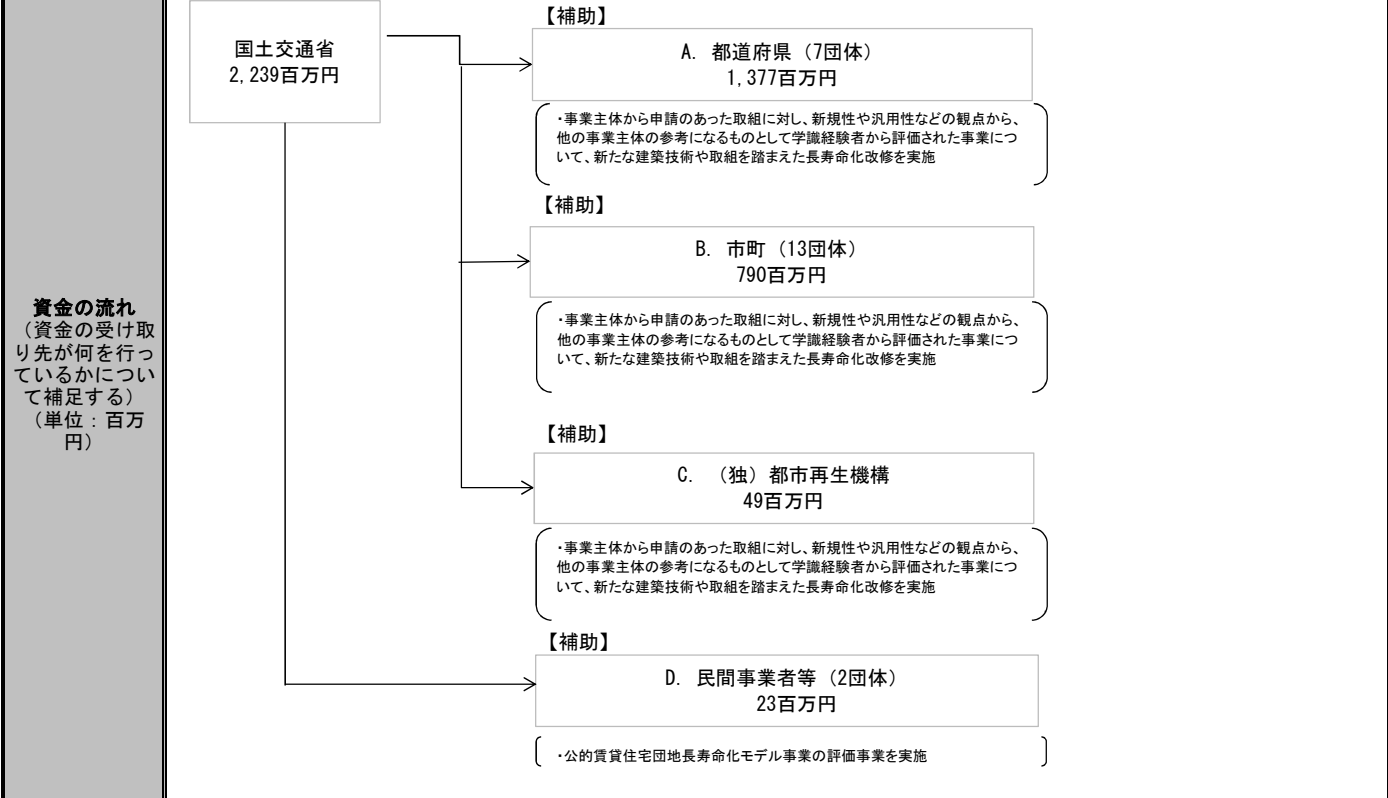 資金の流れ
（資金の受け取
り先が何を行っ
ているかについ
て補足する）
（単位：百万
円）
国土交通省
2,239百万円
【補助】
A. 都道府県（7団体）
1,377百万円
・事業主体から申請のあった取組に対し、新規性や汎用性などの観点から、
他の事業主体の参考になるものとして学識経験者から評価された事業につ
いて、新たな建築技術や取組を踏まえた長寿命化改修を実施
【補助】
B. 市町（13団体）
790百万円
・事業主体から申請のあった取組に対し、新規性や汎用性などの観点から、
他の事業主体の参考になるものとして学識経験者から評価された事業につ
いて、新たな建築技術や取組を踏まえた長寿命化改修を実施
【補助】
C. （独）都市再生機構
49百万円
・事業主体から申請のあった取組に対し、新規性や汎用性などの観点から、
他の事業主体の参考になるものとして学識経験者から評価された事業につ
いて、新たな建築技術や取組を踏まえた長寿命化改修を実施
【補助】
D. 民間事業者等（2団体）
23百万円
・公的賃貸住宅団地長寿命化モデル事業の評価事業を実施